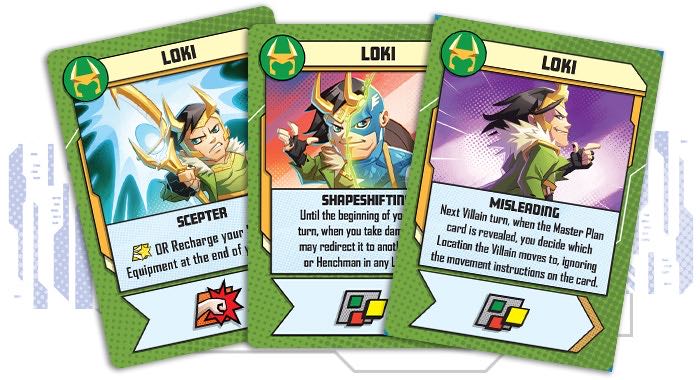 LOKI
SCEPTER
OR Recharge your
Equipment at the end of
LOKI
SHAPESHIFTIN
Until the beginning of yo
turn, when you take dam
may redirect it to anot
or Henchman in any L
LOKI
MISLEADING
Next Villain turn, when the Master Plan
card is revealed, you decide which
Location the Villain moves to, ignoring
the movement instructions on the card.